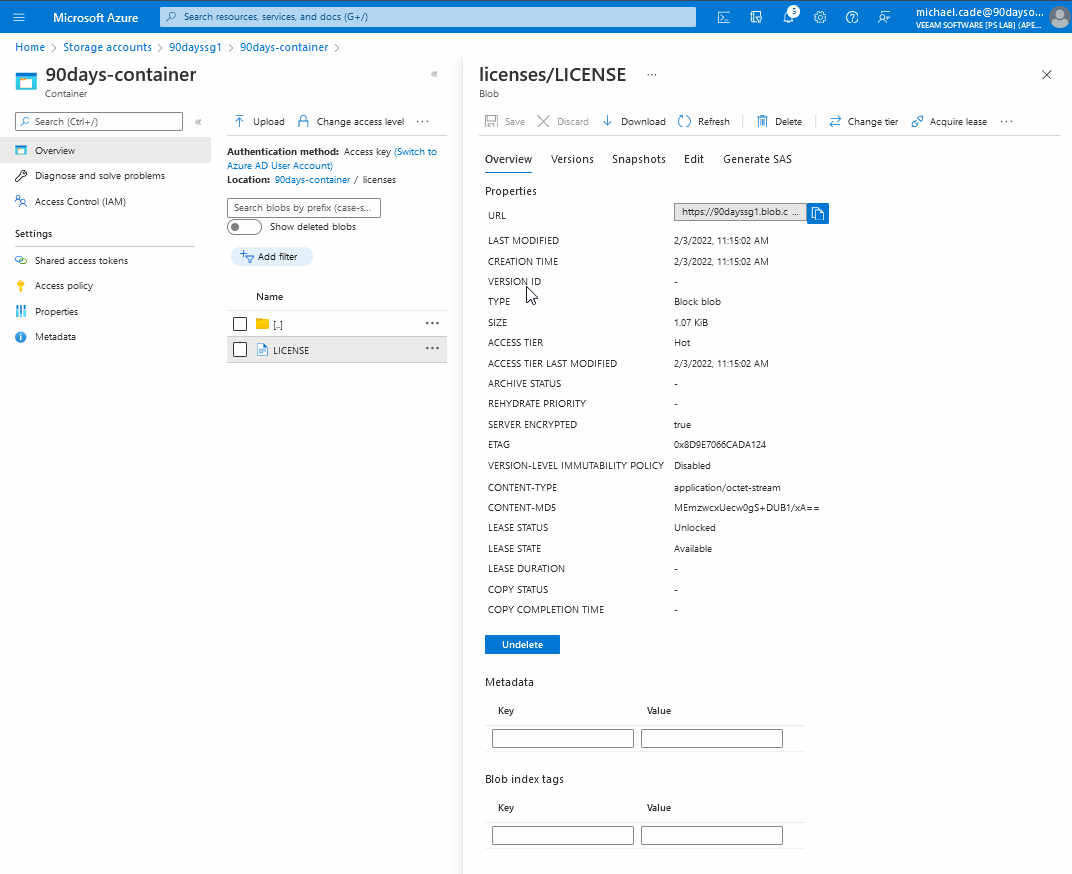 Microsoft Azure
Search resources, services, and docs (G+/)
5
michael.cade@90dayso...
VEEAM SOFTWARE [PS LAB] (APE...
Home > Storage accounts > 90dayssg1 > 90days-container >
90days-container
Container
Search (Ctrl+/)
Overview
Diagnose and solve problems
Access Control (IAM)
Settings
Shared access tokens
Access policy
Properties
Metadata
Upload
Change access level
Authentication method: Access key (Switch to
Azure AD User Account)
Location: 90days-container / licenses
Search blobs by prefix (case-s...
Show deleted blobs
Add filter
Name
[..]
LICENSE
licenses/LICENSE
Blob
Save
Discard
Download
Refresh
Delete
Change tier
Acquire lease
Overview
Versions
Snapshots
Edit
Generate SAS
Properties
URL https://90dayssg1.blob.c ...
LAST MODIFIED 2/3/2022, 11:15:02 AM
CREATION TIME 2/3/2022, 11:15:02 AM
VERSION ID -
TYPE Block blob
SIZE 1.07 KiB
ACCESS TIER Hot
ACCESS TIER LAST MODIFIED 2/3/2022, 11:15:02 AM
ARCHIVE STATUS -
REHYDRATE PRIORITY -
SERVER ENCRYPTED true
ETAG 0x8D9E7066CADA124
VERSION-LEVEL IMMUTABILITY POLICY Disabled
CONTENT-TYPE application/octet-stream
CONTENT-MD5 MEmzwcxUecw0gS+DUB1/xA==
LEASE STATUS Unlocked
LEASE STATE Available
LEASE DURATION -
COPY STATUS -
COPY COMPLETION TIME -
Undelete
Metadata
Key Value
Blob index tags
Key Value